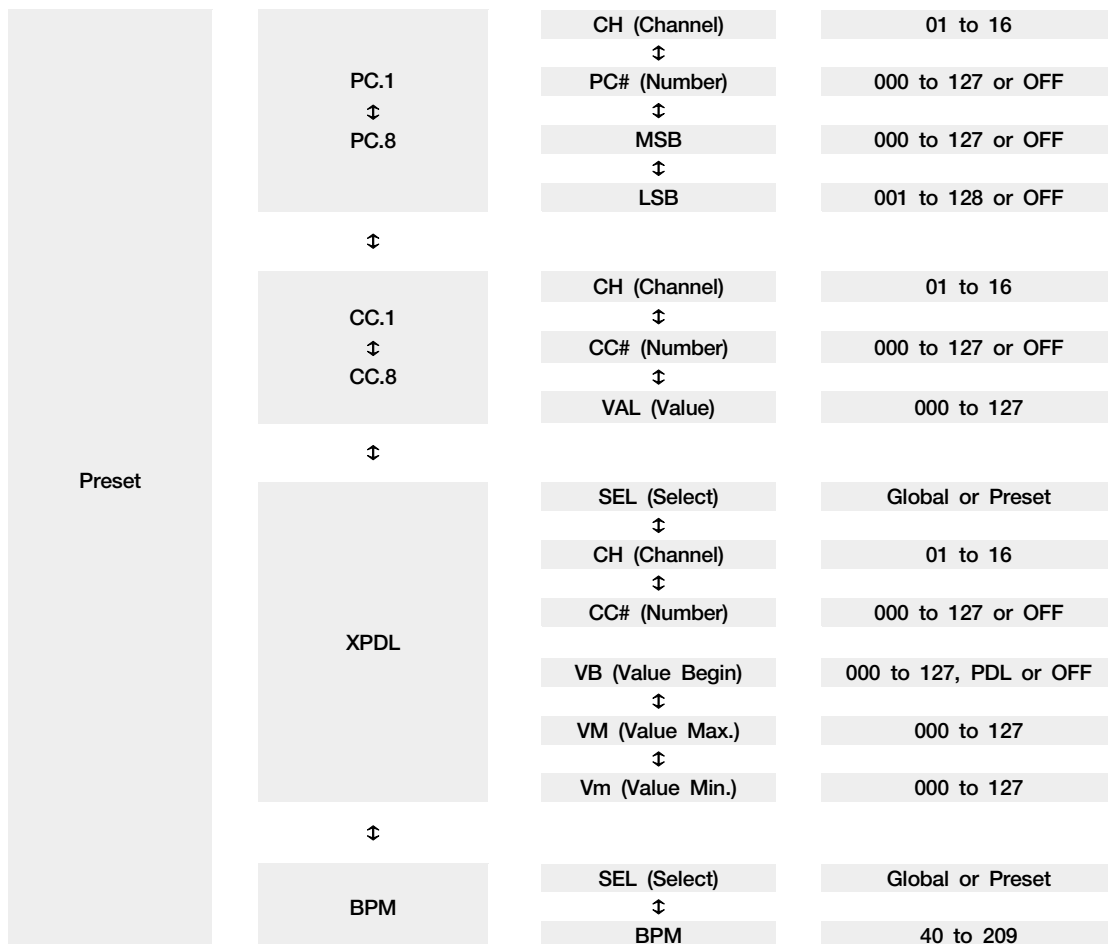 Preset
PC.1
↕
PC.8
CH (Channel) 01 to 16
↕
PC# (Number) 000 to 127 or OFF
↕
MSB 000 to 127 or OFF
↕
LSB 001 to 128 or OFF
↕
CC.1
↕
CC.8
CH (Channel) 01 to 16
↕
CC# (Number) 000 to 127 or OFF
↕
VAL (Value) 000 to 127
↕
XPDL
SEL (Select) Global or Preset
↕
CH (Channel) 01 to 16
↕
CC# (Number) 000 to 127 or OFF
VB (Value Begin) 000 to 127, PDL or OFF
↕
VM (Value Max.) 000 to 127
↕
Vm (Value Min.) 000 to 127
↕
BPM
SEL (Select) Global or Preset
↕
BPM 40 to 209